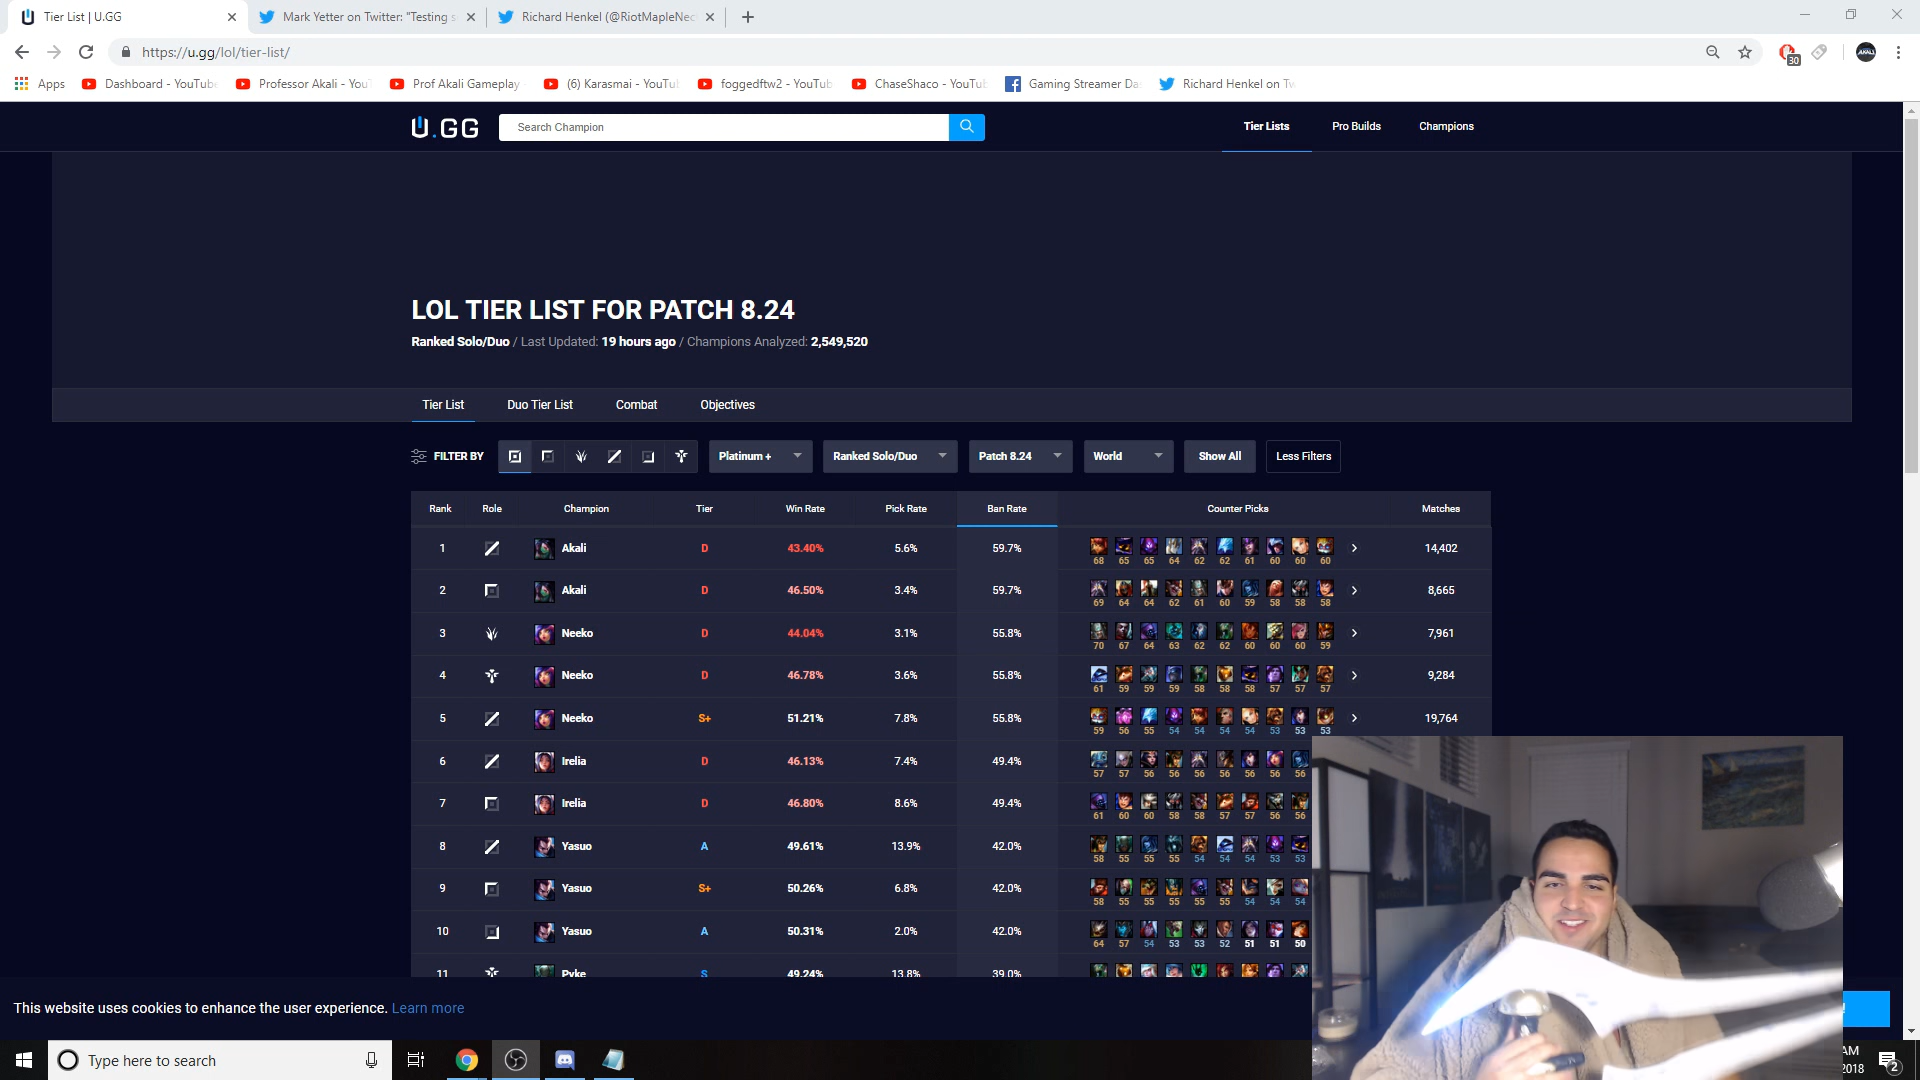 Tier List | U.GG
Mark Yetter on Twitter: "Testing s
Richard Henkel (@RiotMapleNec
https://u.gg/lol/tier-list/
30
Apps
Dashboard - YouTube
Professor Akali - You
Prof Akali Gameplay
(6) Karasmai - YouTu
foggedftw2 - YouTub
ChaseShaco - YouTu
Gaming Streamer Da
Richard Henkel on Tw
U.GG
Search Champion
Tier Lists
Pro Builds
Champions
LOL TIER LIST FOR PATCH 8.24
Ranked Solo/Duo / Last Updated: 19 hours ago / Champions Analyzed: 2,549,520
Tier List
Duo Tier List
Combat
Objectives
FILTER BY
Platinum +
Ranked Solo/Duo
Patch 8.24
World
Show All
Less Filters
Rank Role Champion Tier Win Rate Pick Rate Ban Rate Counter Picks Matches
1 Akali D 43.40% 5.6% 59.7% 14,402
68 65 65 64 62 62 61 60 60 60
2 Akali D 46.50% 3.4% 59.7% 8,665
69 64 64 62 61 60 59 58 58 58
3 Neeko D 44.04% 3.1% 55.8% 7,961
70 67 64 63 62 62 60 60 60 59
4 Neeko D 46.78% 3.6% 55.8% 9,284
61 59 59 59 58 58 58 57 57 57
5 Neeko S+ 51.21% 7.8% 55.8% 19,764
59 56 55 54 54 54 54 53 53 53
6 Irelia D 46.13% 7.4% 49.4%
57 57 56 56 56 56 56 56 56
7 Irelia D 46.80% 8.6% 49.4%
61 60 60 58 58 57 57 56 56
8 Yasuo A 49.61% 13.9% 42.0%
58 55 55 55 54 54 54 53 53
9 Yasuo S+ 50.26% 6.8% 42.0%
58 55 55 55 55 55 54 54 54
10 Yasuo A 50.31% 2.0% 42.0%
64 57 54 53 53 52 51 51 50
11 Pyke S 49.24% 13.8% 39.0%
This website uses cookies to enhance the user experience. Learn more
Type here to search
AM
2018
2